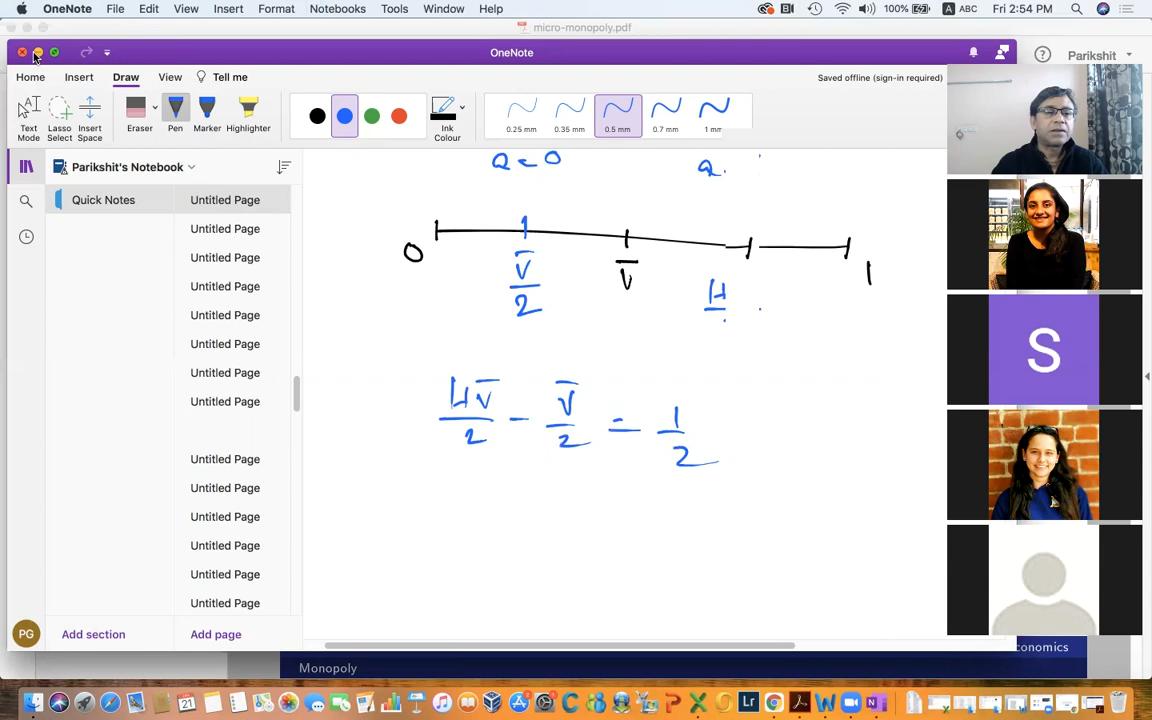 OneNote File Edit View Insert Format Notebooks Tools Window Help 100% A ABC Fri 2:54 PM
micro-monopoly.pdf
OneNote
Parikshit
Home Insert Draw View Tell me Saved offline (sign-in required)
Text Mode
Lasso Select
Insert Space
Eraser
Pen
Marker
Highlighter
Ink Colour
0.25 mm
0.35 mm
0.5 mm
0.7 mm
1 mm
Parikshit's Notebook
Quick Notes
Untitled Page
Untitled Page
Untitled Page
Untitled Page
Untitled Page
Untitled Page
Untitled Page
Untitled Page
Untitled Page
Untitled Page
Untitled Page
Untitled Page
Untitled Page
Untitled Page
PG
Add section
Add page
Q = 0
Q
0
v̄/2
v̄
1
v̄/2 = 1/2
S
conomics
Monopoly